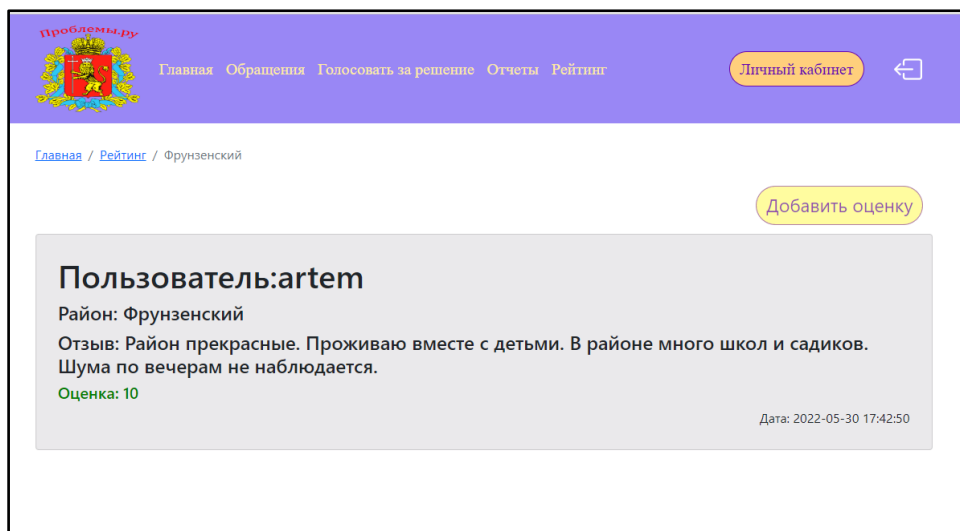 Проблемы.ру
Главная Обращения Голосовать за решение Отчеты Рейтинг
Личный кабинет
Главная / Рейтинг / Фрунзенский
Добавить оценку
Пользователь:artem
Район: Фрунзенский
Отзыв: Район прекрасные. Проживаю вместе с детьми. В районе много школ и садиков.
Шума по вечерам не наблюдается.
Оценка: 10
Дата: 2022-05-30 17:42:50